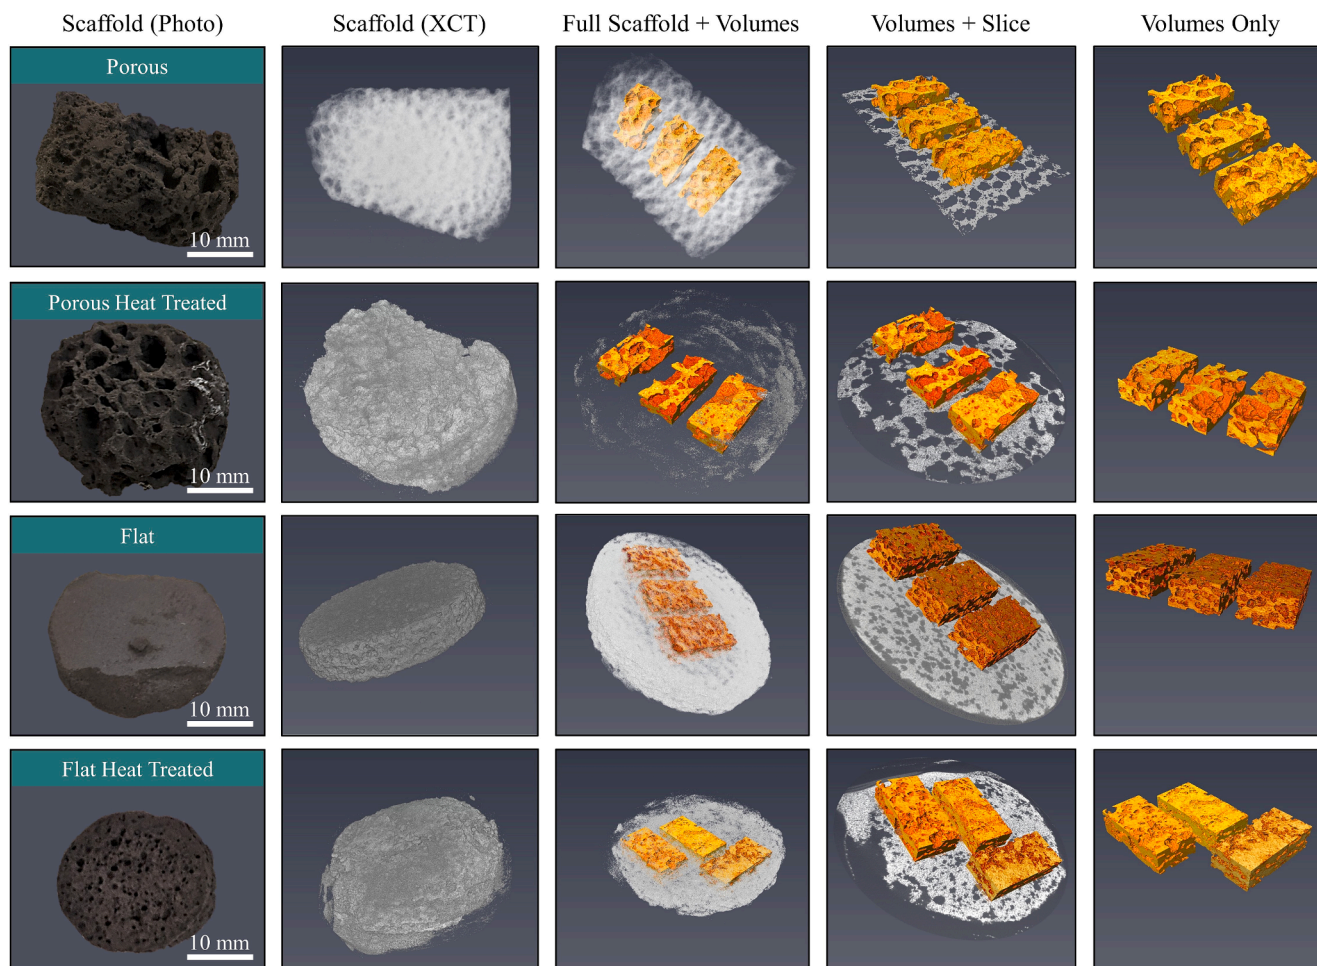 Scaffold (Photo)
Scaffold (XCT)
Full Scaffold + Volumes
Volumes + Slice
Volumes Only
Porous
10 mm
Porous Heat Treated
10 mm
Flat
10 mm
Flat Heat Treated
10 mm